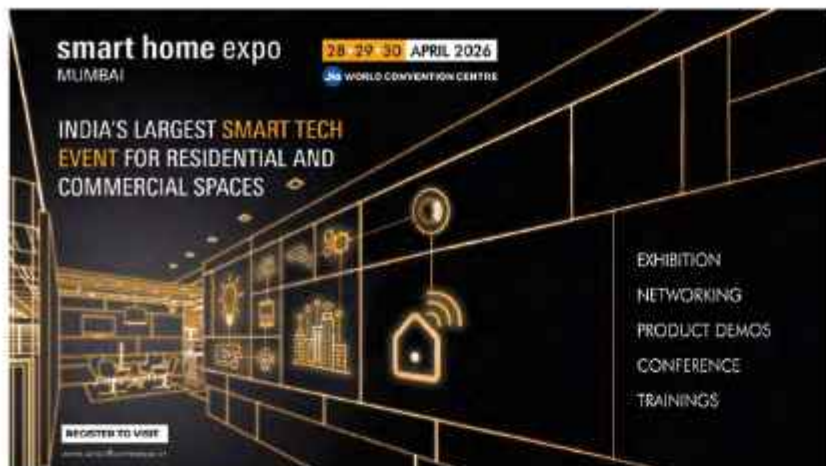 smart home expo
MUMBAI
28 29 30 APRIL 2026
Jio WORLD CONVENTION CENTRE
INDIA'S LARGEST SMART TECH
EVENT FOR RESIDENTIAL AND
COMMERCIAL SPACES
EXHIBITION
NETWORKING
PRODUCT DEMOS
CONFERENCE
TRAININGS
REGISTER TO VISIT